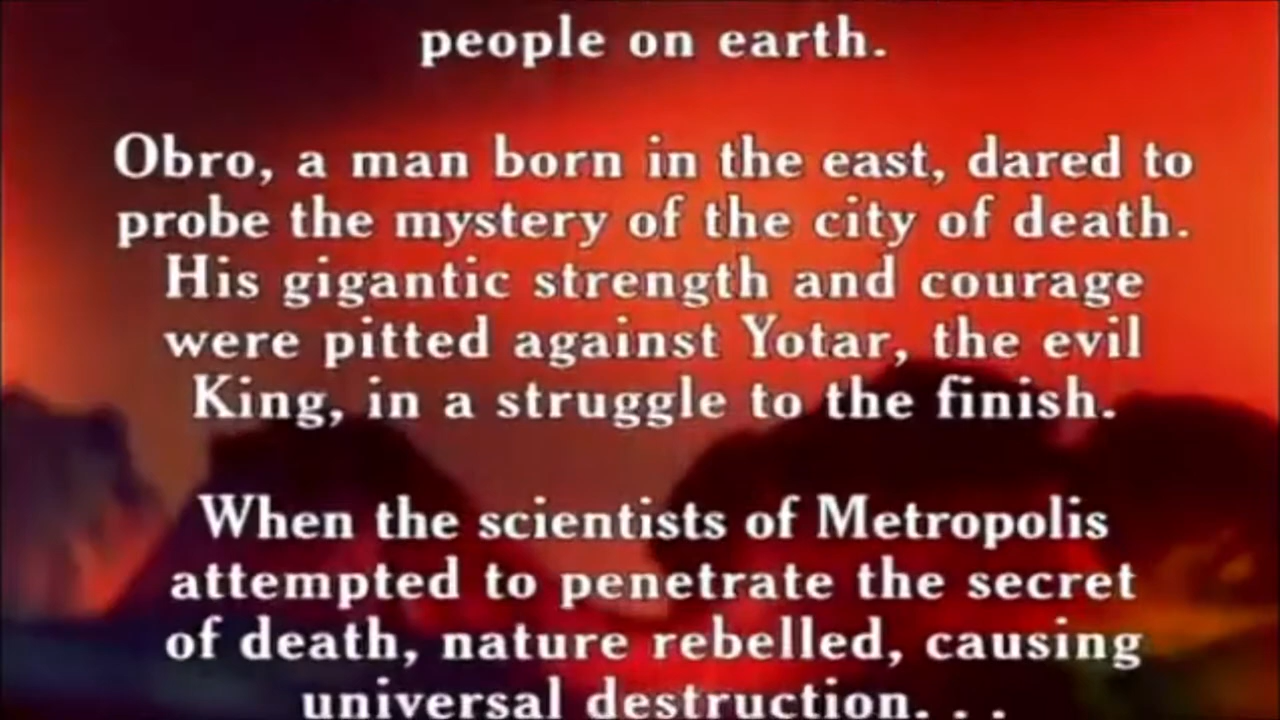 people on earth.
Obro, a man born in the east, dared to
probe the mystery of the city of death.
His gigantic strength and courage
were pitted against Yotar, the evil
King, in a struggle to the finish.
When the scientists of Metropolis
attempted to penetrate the secret
of death, nature rebelled, causing
universal destruction. . .